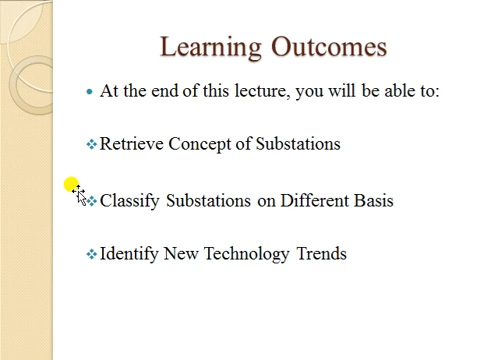 Learning Outcomes
At the end of this lecture, you will be able to:
Retrieve Concept of Substations
Classify Substations on Different Basis
Identify New Technology Trends